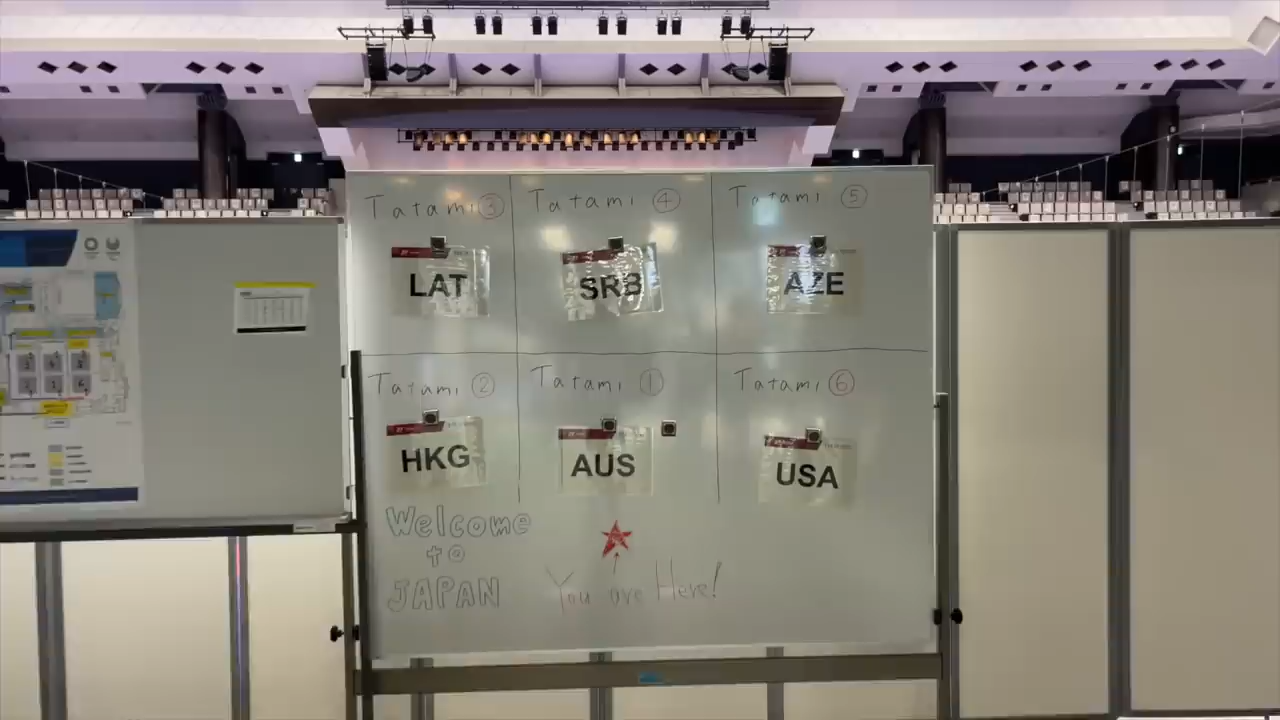 Tatami ③ Tatami ④ Tatami ⑤
LAT SRB AZE
Tatami ② Tatami ① Tatami ⑥
HKG AUS USA
Welcome
to
JAPAN
You are Here!